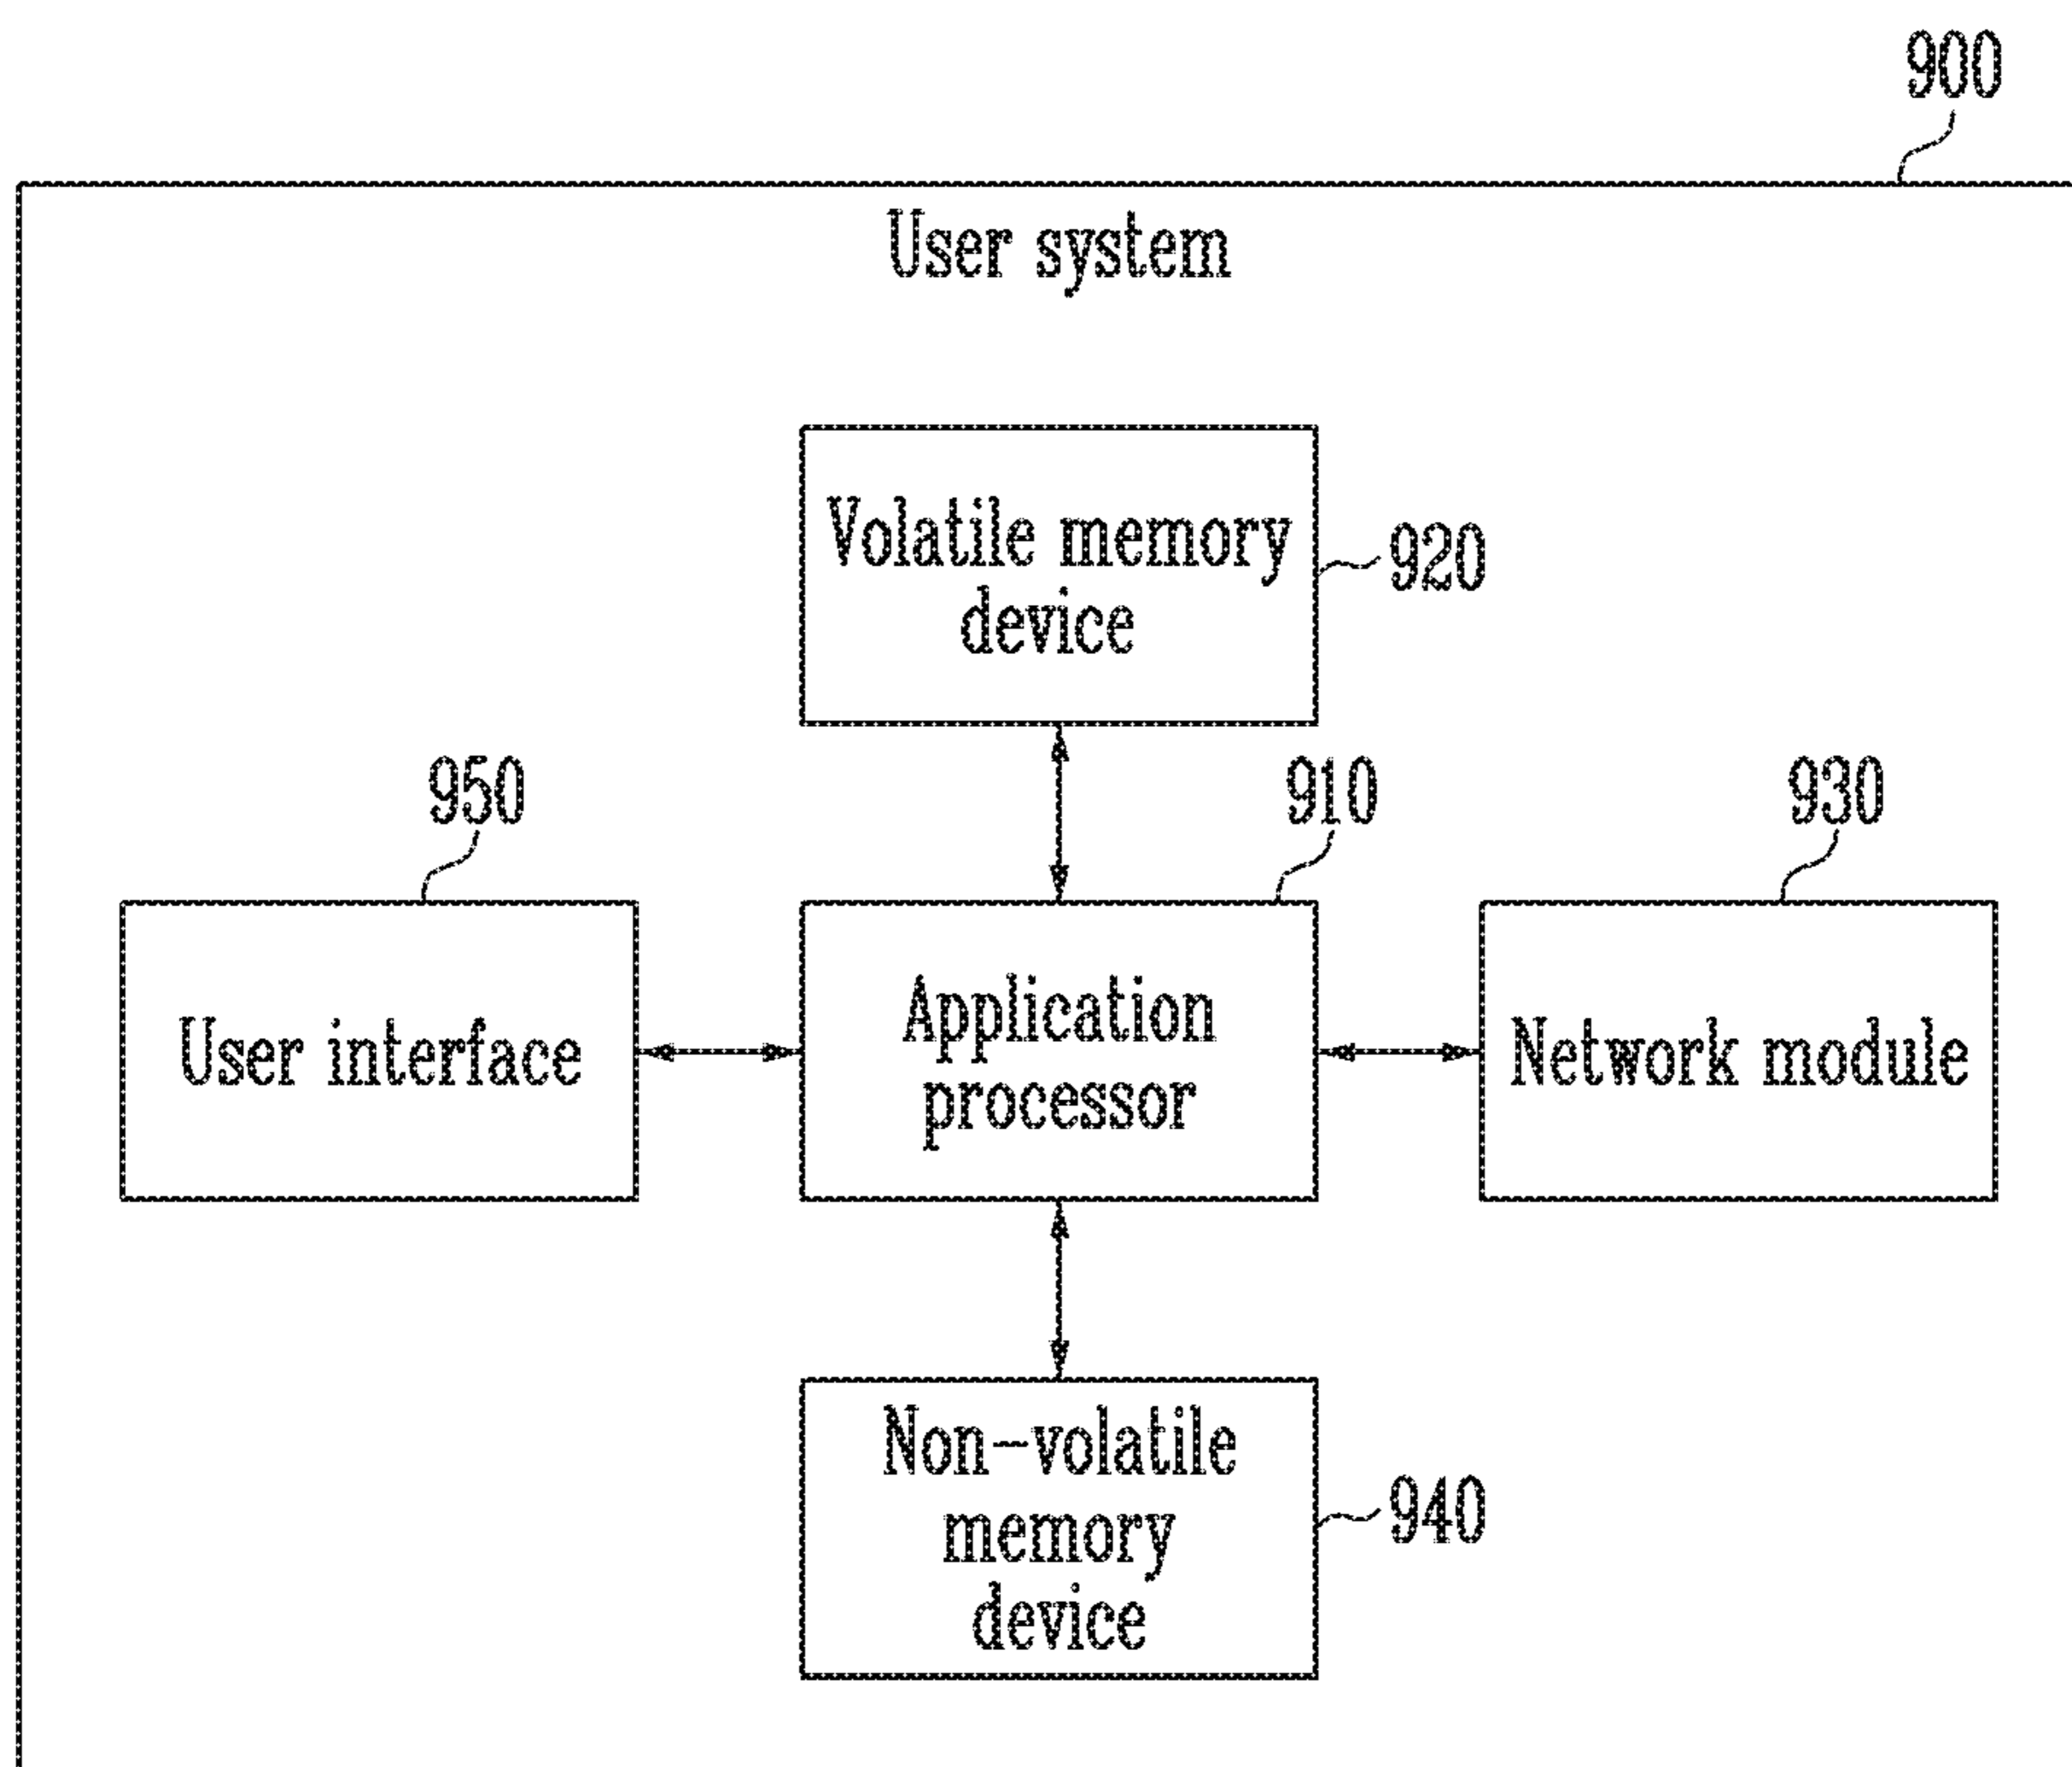 900
User system
Volatile memory
device
920
950
910
930
User interface
Application
processor
Network module
Non-volatile
memory
device
940